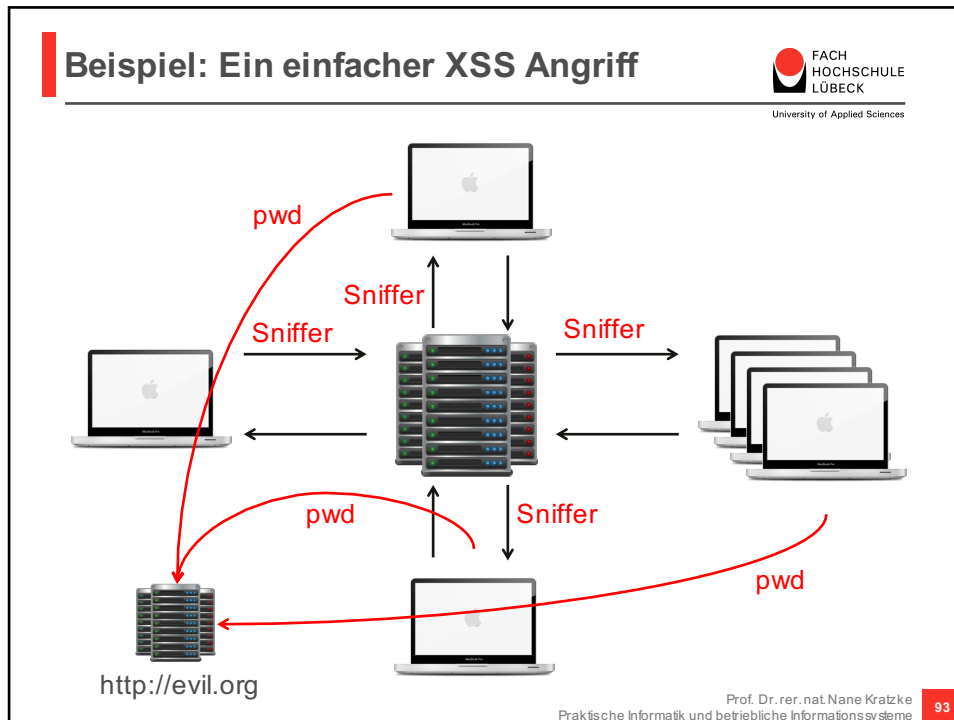 Beispiel: Ein einfacher XSS Angriff
FACH
HOCHSCHULE
LÜBECK
University of Applied Sciences
pwd
Sniffer
Sniffer
Sniffer
pwd
Sniffer
pwd
http://evil.org
Prof. Dr. rer. nat. Nane Kratzke
Praktische Informatik und betriebliche Informationssysteme
93